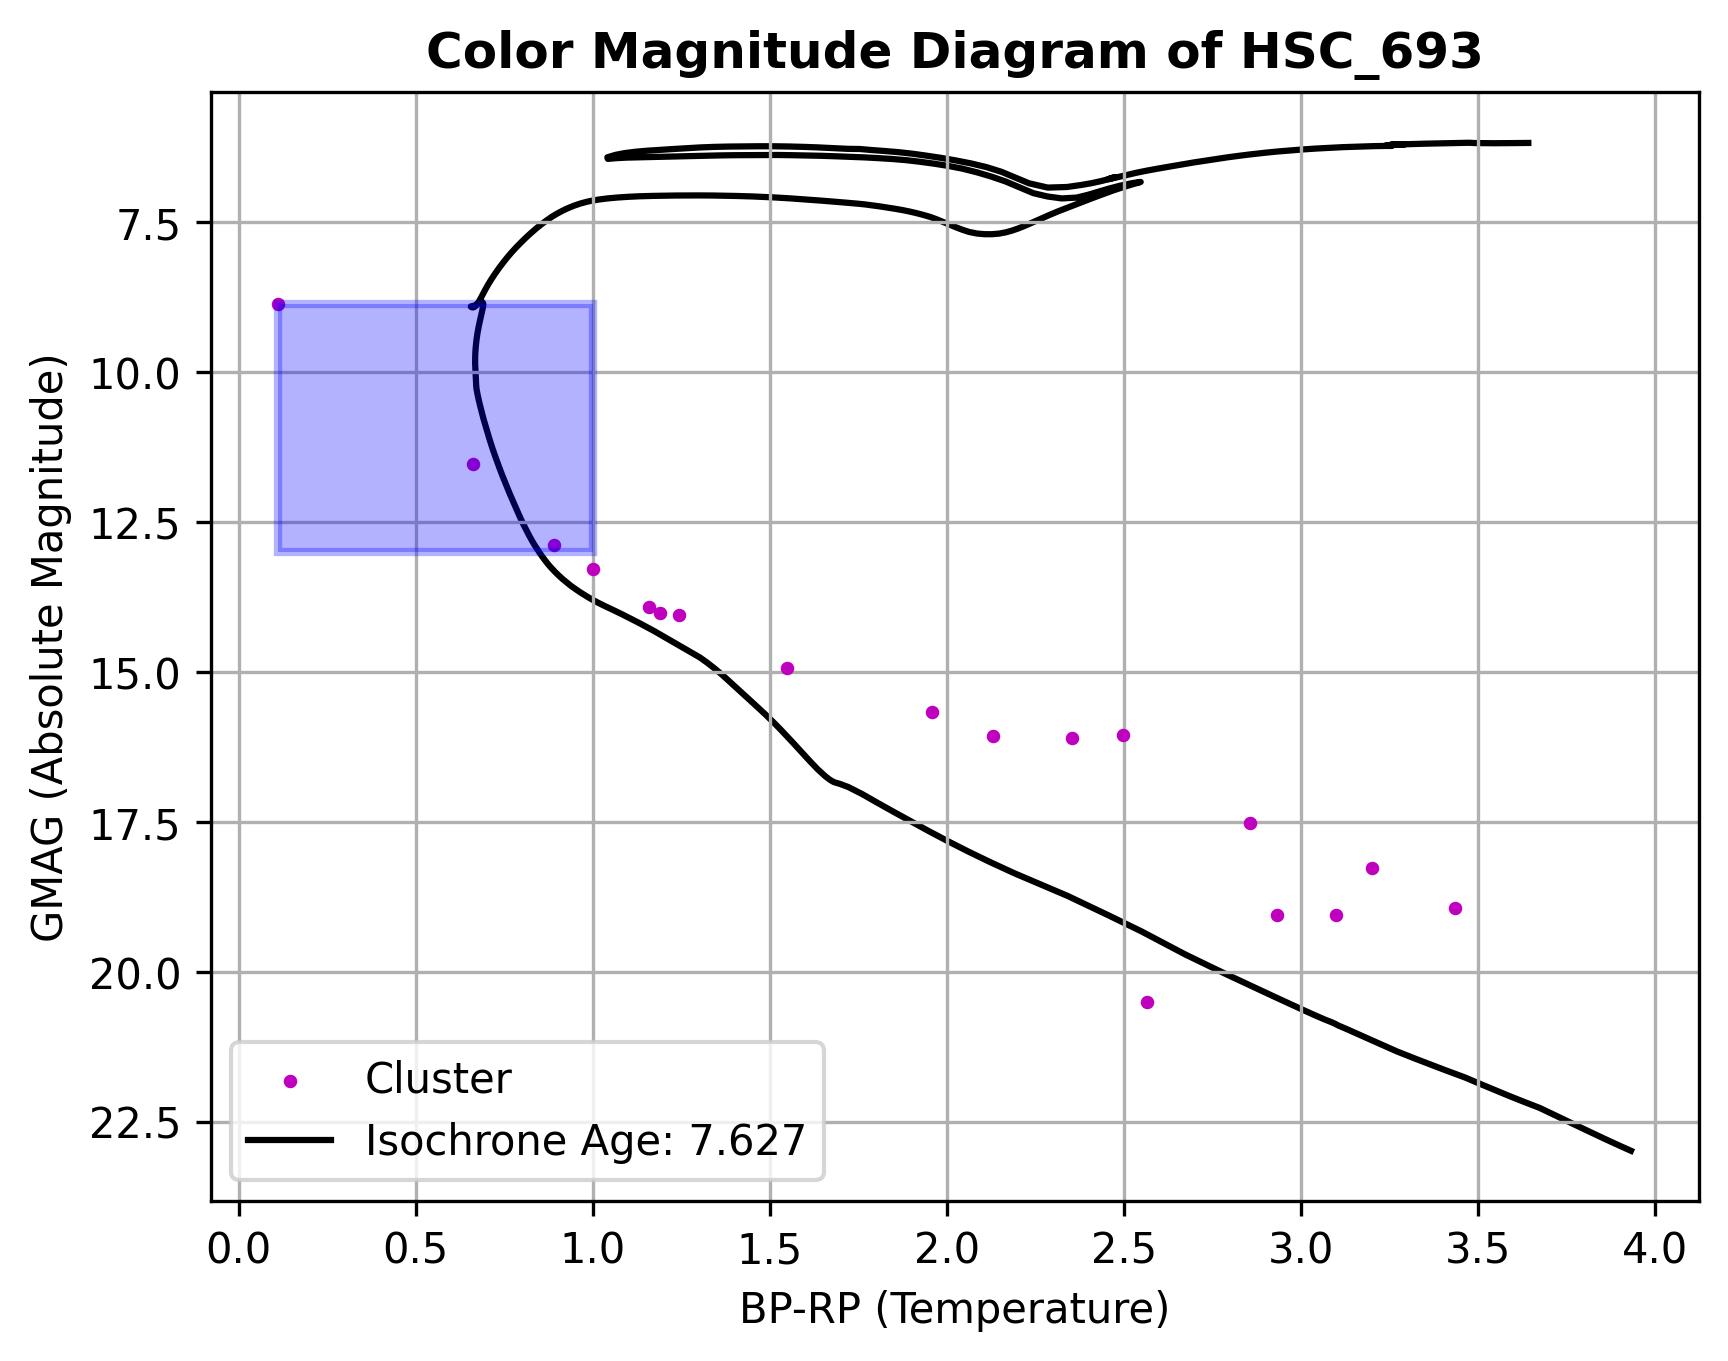 Color Magnitude Diagram of HSC_693
GMAG (Absolute Magnitude)
7.5
10.0
12.5
15.0
17.5
20.0
22.5
Cluster
Isochrone Age: 7.627
0.0 0.5 1.0 1.5 2.0 2.5 3.0 3.5 4.0
BP-RP (Temperature)